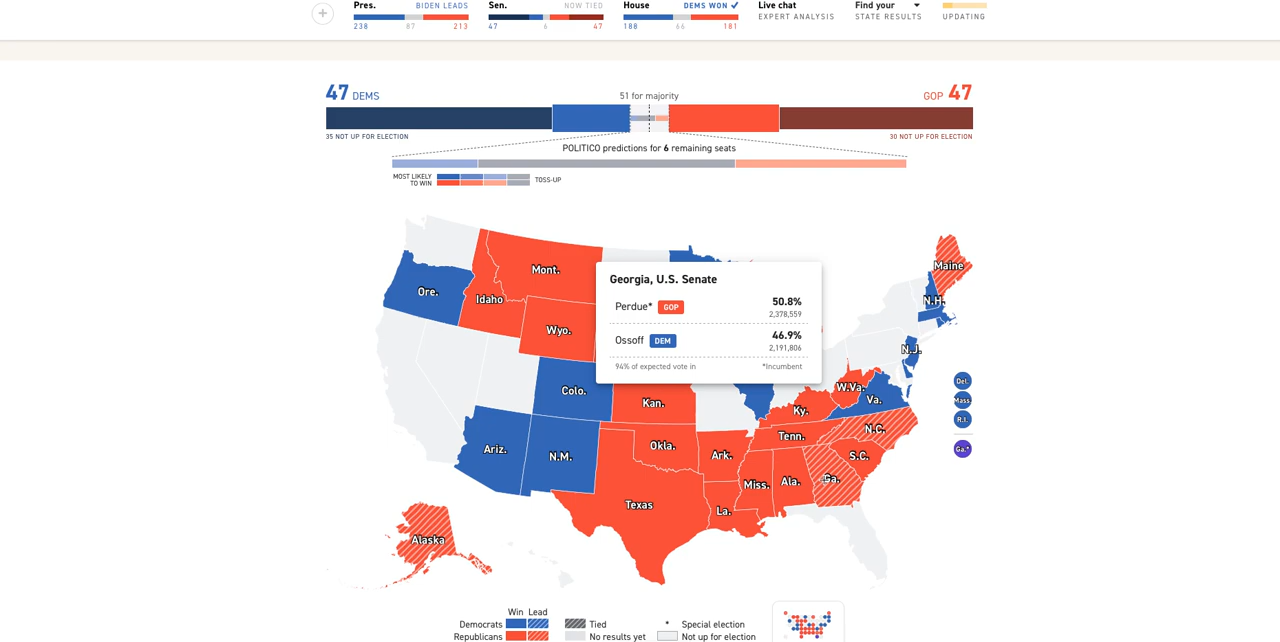 Pres. BIDEN LEADS
238 87 213
Sen. NOW TIED
47 6 47
House DEMS WON ✓
188 66 181
Live chat
EXPERT ANALYSIS
Find your
STATE RESULTS
UPDATING
47 DEMS
51 for majority
GOP 47
35 NOT UP FOR ELECTION
30 NOT UP FOR ELECTION
POLITICO predictions for 6 remaining seats
MOST LIKELY
TO WIN
TOSS-UP
Georgia, U.S. Senate
Perdue* GOP 50.8%
2,378,559
Ossoff DEM 46.9%
2,191,806
94% of expected vote in *Incumbent
Maine
Mont.
Ore.
Idaho
N.H.
Wyo.
N.J.
Colo.
W.Va.
Va.
Kan.
Ky.
N.C.
Tenn.
Ariz.
N.M.
Okla.
Ark.
S.C.
Miss.
Ala.
Ga.
Texas
La.
Alaska
Del.
Mass.
R.I.
Ga.*
Win Lead
Democrats
Republicans
Tied
No results yet
* Special election
Not up for election